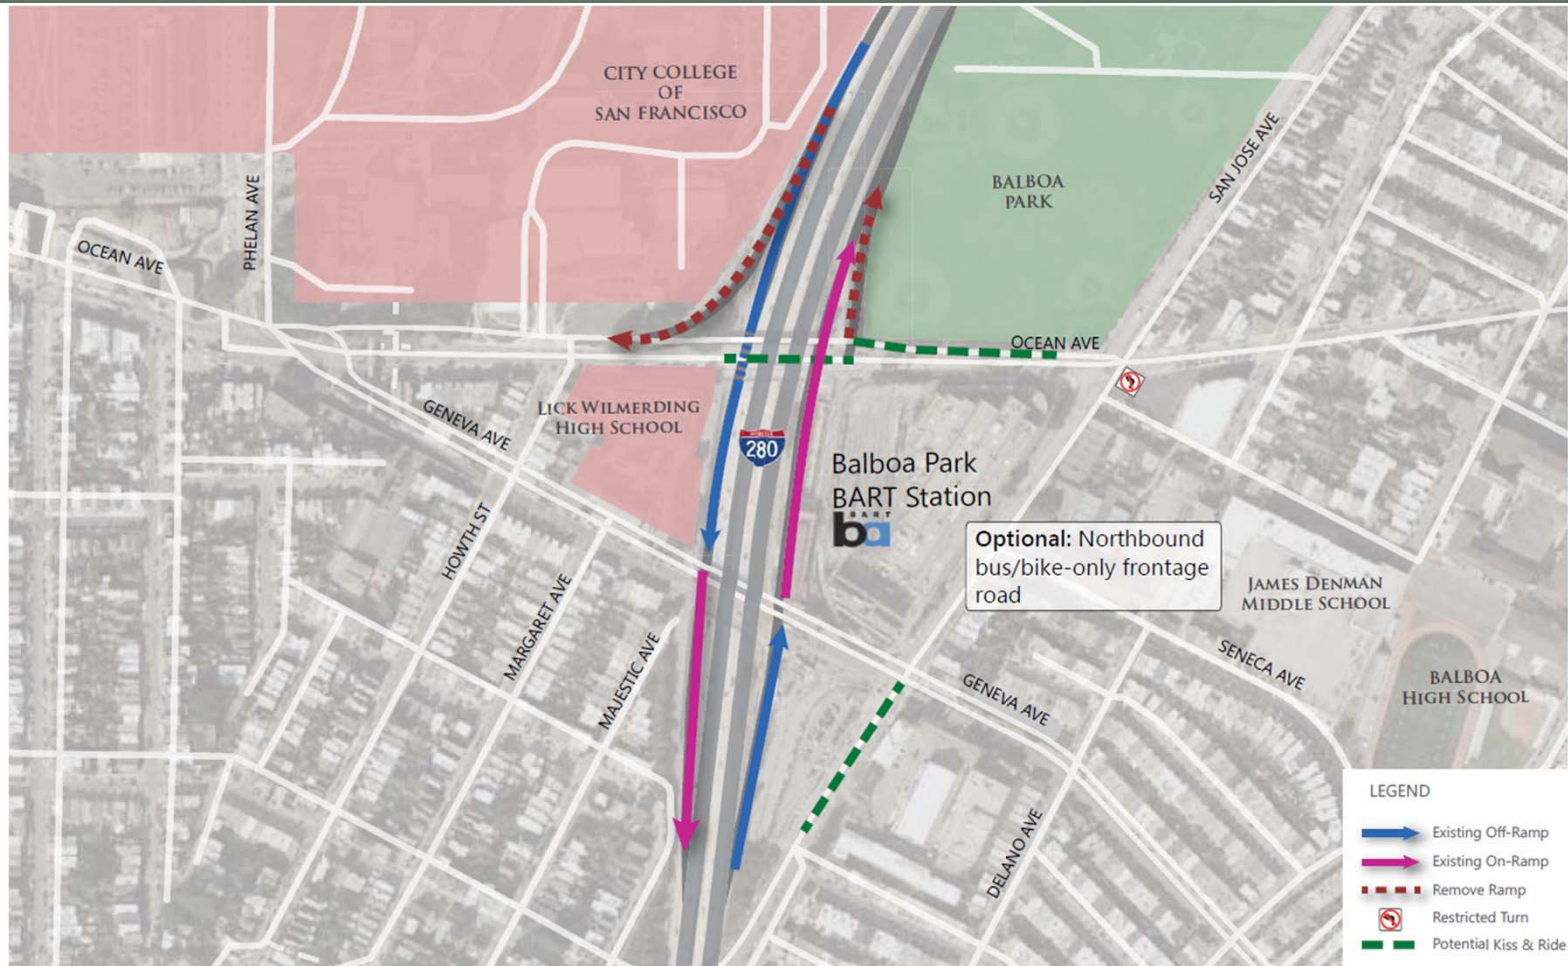 CITY COLLEGE
OF
SAN FRANCISCO
BALBOA
PARK
SAN JOSE AVE
PHELAN AVE
OCEAN AVE
OCEAN AVE
LICK WILMERDING
HIGH SCHOOL
GENEVA AVE
280
Balboa Park
BART Station
BART
ba
Optional: Northbound
bus/bike-only frontage
road
HOWTH ST
MARGARET AVE
MAJESTIC AVE
JAMES DENMAN
MIDDLE SCHOOL
SENECA AVE
BALBOA
HIGH SCHOOL
GENEVA AVE
DELANO AVE
LEGEND
Existing Off-Ramp
Existing On-Ramp
Remove Ramp
Restricted Turn
Potential Kiss & Ride